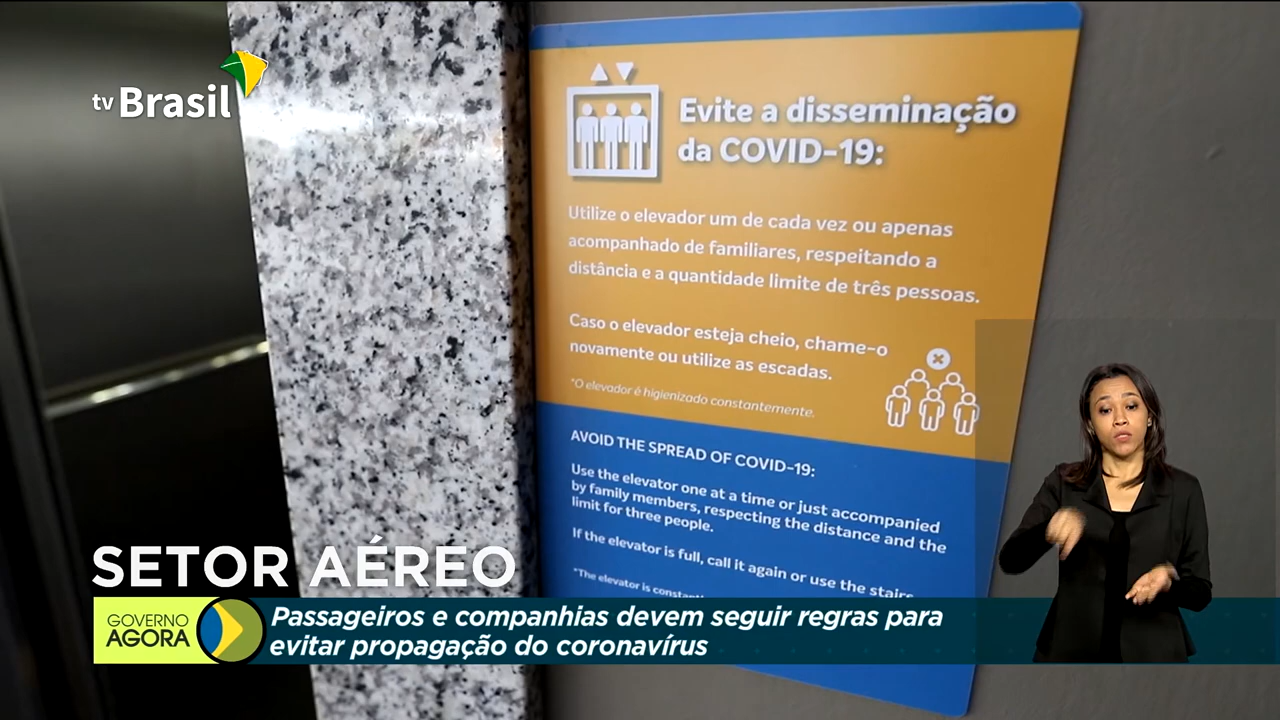 tv Brasil
Evite a disseminação
da COVID-19:
Utilize o elevador um de cada vez ou apenas
acompanhado de familiares, respeitando a
distância e a quantidade limite de três pessoas.
Caso o elevador esteja cheio, chame-o
novamente ou utilize as escadas.
*O elevador é higienizado constantemente.
AVOID THE SPREAD OF COVID-19:
Use the elevator one at a time or just accompanied
by family members, respecting the distance and the
limit for three people.
If the elevator is full, call it again or use the stairs
*The elevator is
SETOR AÉREO
GOVERNO
AGORA
Passageiros e companhias devem seguir regras para
evitar propagação do coronavírus